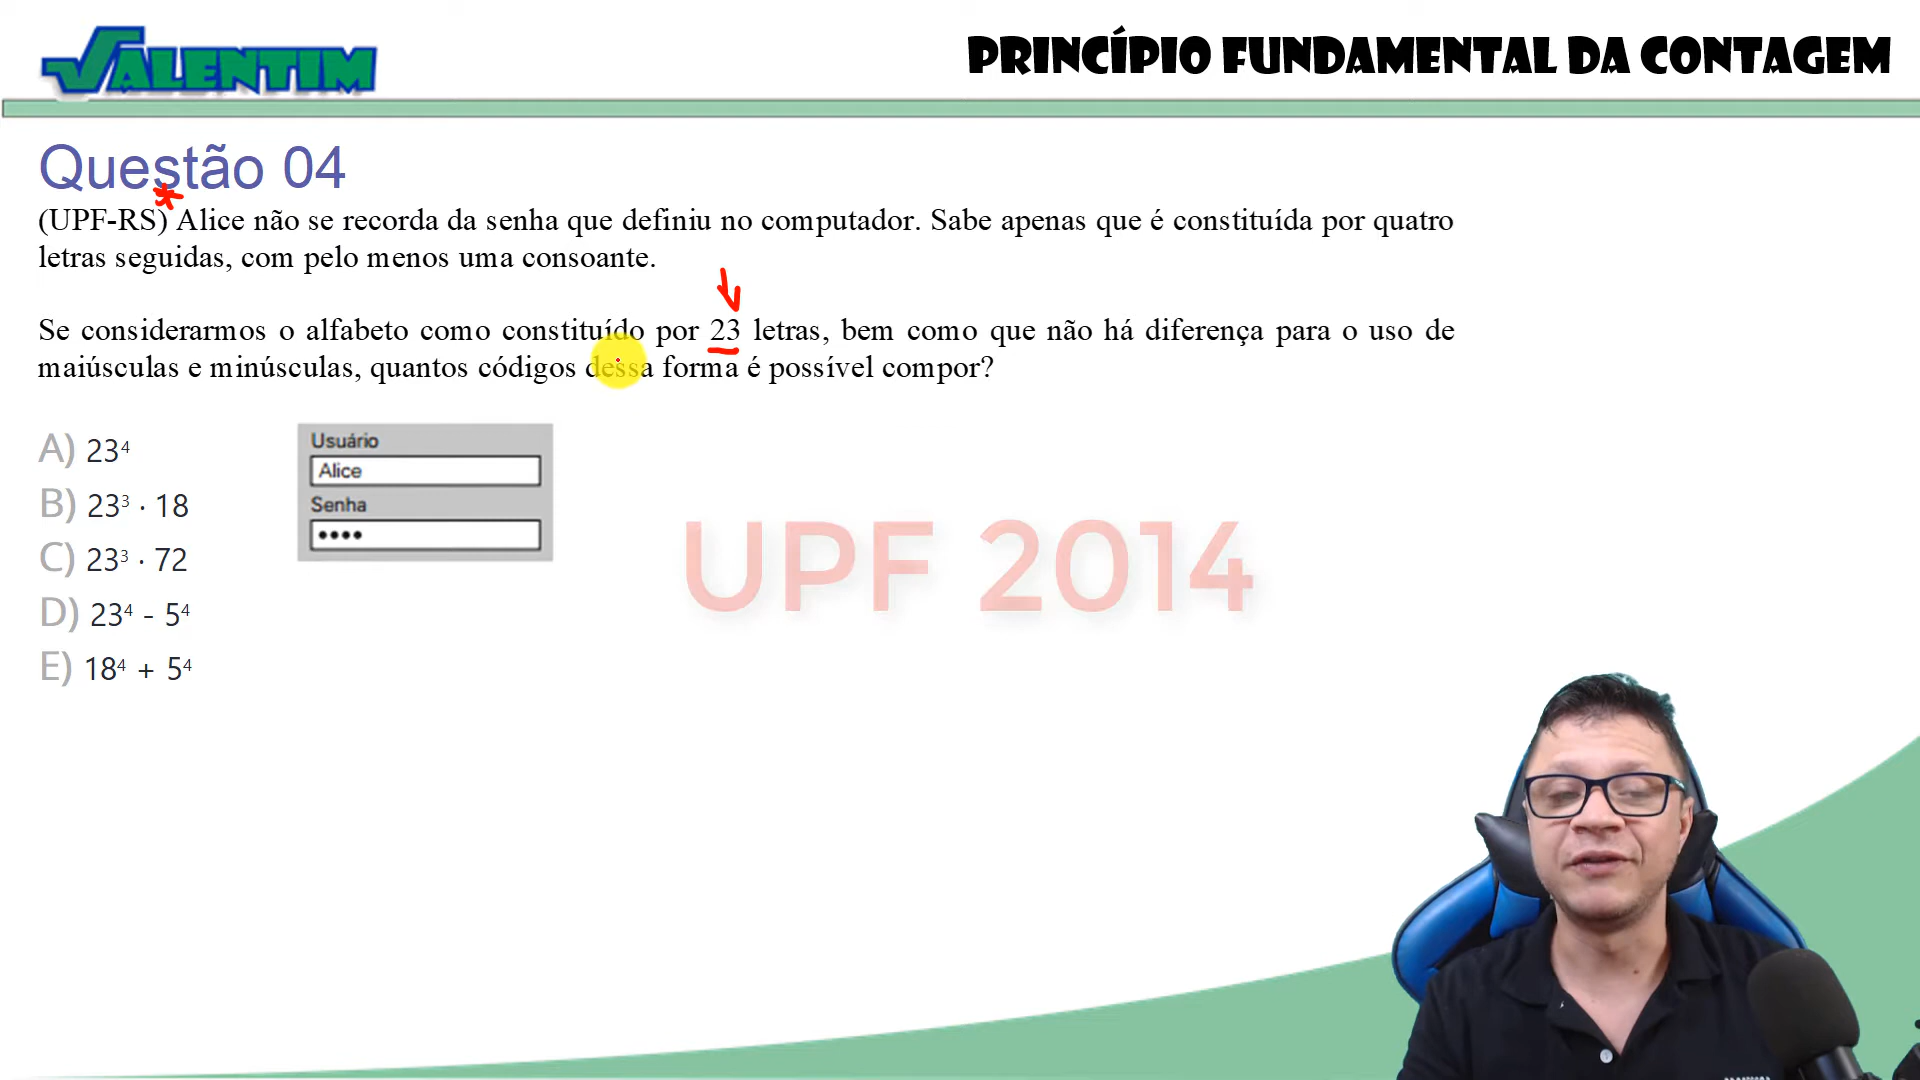 VALENTIM
PRINCÍPIO FUNDAMENTAL DA CONTAGEM
Questão 04
(UPF-RS) Alice não se recorda da senha que definiu no computador. Sabe apenas que é constituída por quatro
letras seguidas, com pelo menos uma consoante.
Se considerarmos o alfabeto como constituído por 23 letras, bem como que não há diferença para o uso de
maiúsculas e minúsculas, quantos códigos dessa forma é possível compor?
A) 23⁴
B) 23³ · 18
C) 23³ · 72
D) 23⁴ - 5⁴
E) 18⁴ + 5⁴
Usuário
Alice
Senha
••••
UPF 2014